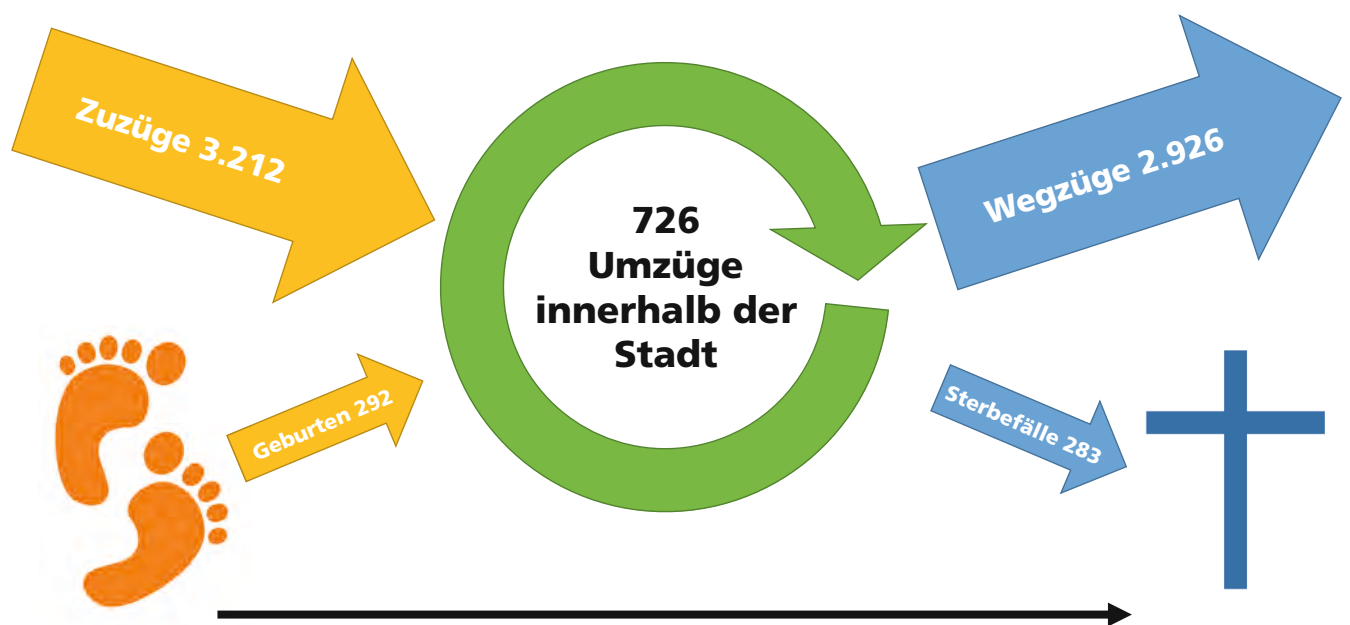 Zuzüge 3.212
Wegzüge 2.926
726
Umzüge
innerhalb der
Stadt
Geburten 292
Sterbefälle 283